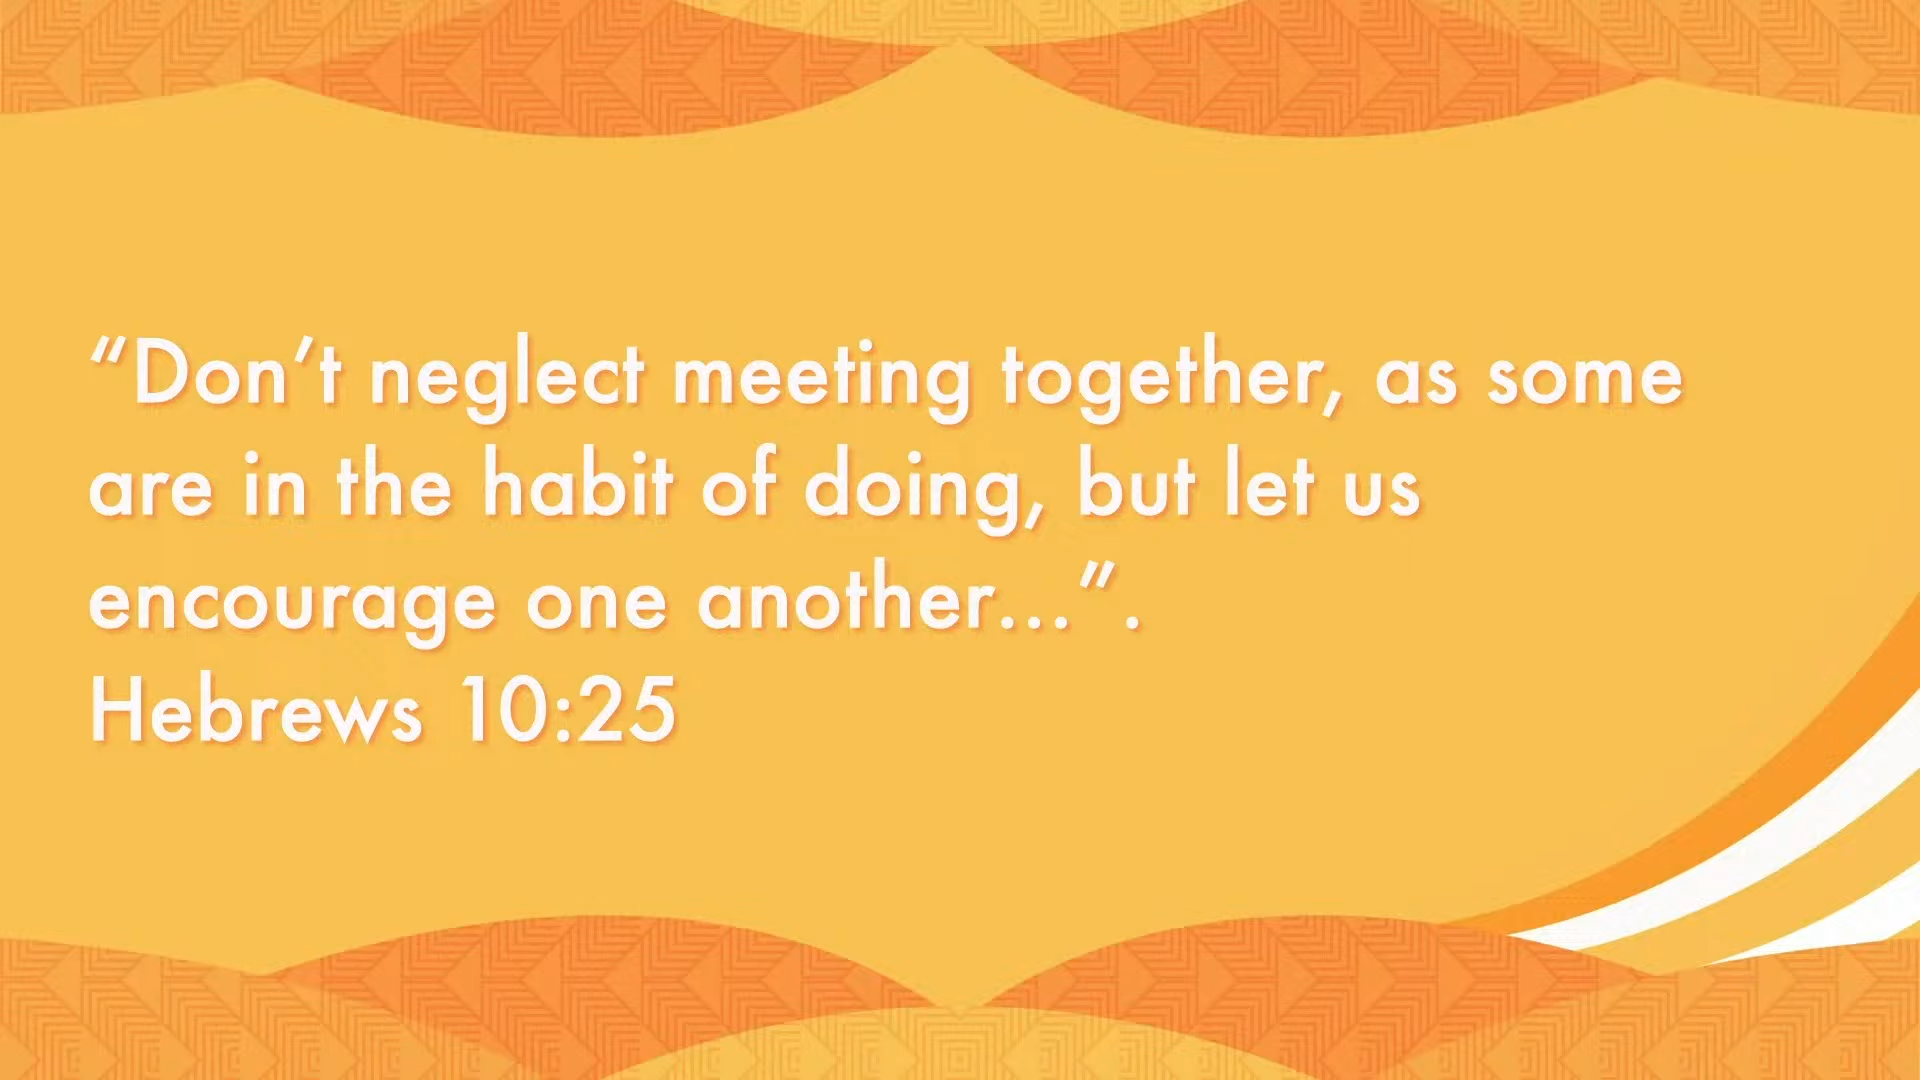 “Don’t neglect meeting together, as some
are in the habit of doing, but let us
encourage one another...”.
Hebrews 10:25